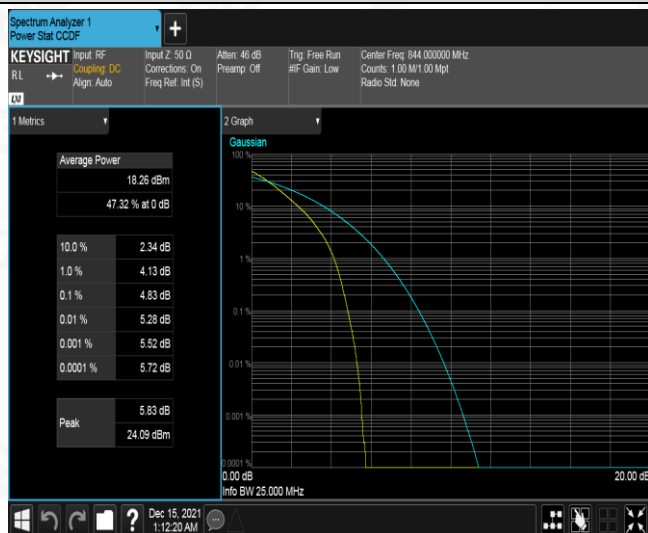 Spectrum Analyzer 1
Power Stat CCDF
+
KEYSIGHT
RL
Input: RF
Coupling: DC
Align: Auto
Input Z: 50 Ω
Corrections: On
Freq Ref: Int (S)
Atten: 46 dB
Preamp: Off
Trig: Free Run
#IF Gain: Low
Center Freq: 844.000000 MHz
Counts: 1.00 M/1.00 Mpt
Radio Std: None
1 Metrics
Average Power
18.26 dBm
47.32 % at 0 dB
10.0 % 2.34 dB
1.0 % 4.13 dB
0.1 % 4.83 dB
0.01 % 5.28 dB
0.001 % 5.52 dB
0.0001 % 5.72 dB
Peak
5.83 dB
24.09 dBm
2 Graph
Gaussian
100 %
10 %
1 %
0.1 %
0.01 %
0.001 %
0.0001 %
0.00 dB
20.00 dB
Info BW 25.000 MHz
?
Dec 15, 2021
1:12:20 AM